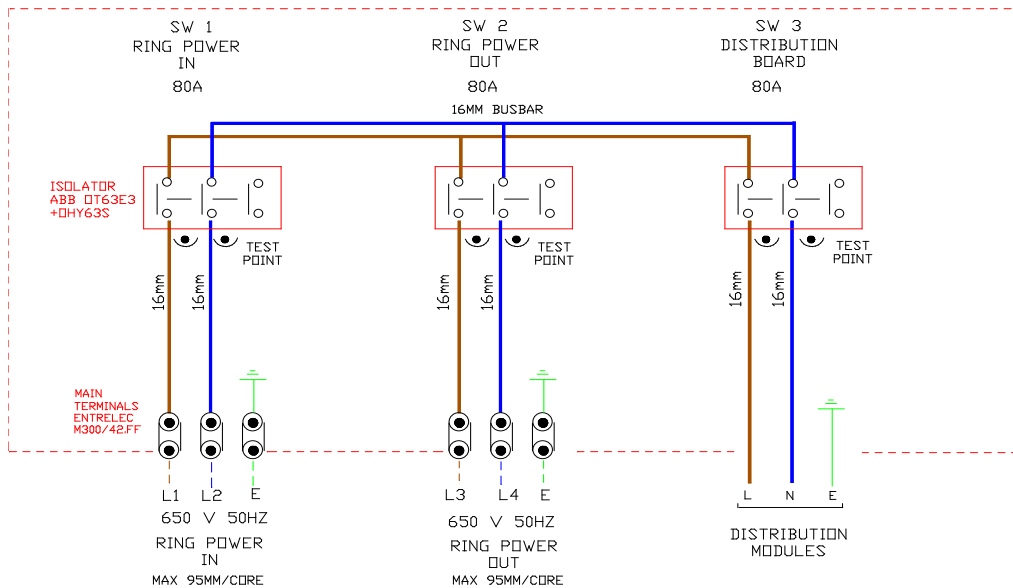 SW 1
RING POWER
IN
80A
SW 2
RING POWER
OUT
80A
SW 3
DISTRIBUTION
BOARD
80A
16MM BUSBAR
ISOLATOR
ABB OT63E3
+OHY63S
TEST
POINT
TEST
POINT
TEST
POINT
16mm
16mm
16mm
16mm
16mm
16mm
MAIN
TERMINALS
ENTRELEC
M300/42.FF
L1 L2 E
650 V 50HZ
RING POWER
IN
MAX 95MM/CORE
L3 L4 E
650 V 50HZ
RING POWER
OUT
MAX 95MM/CORE
L N E
DISTRIBUTION
MODULES